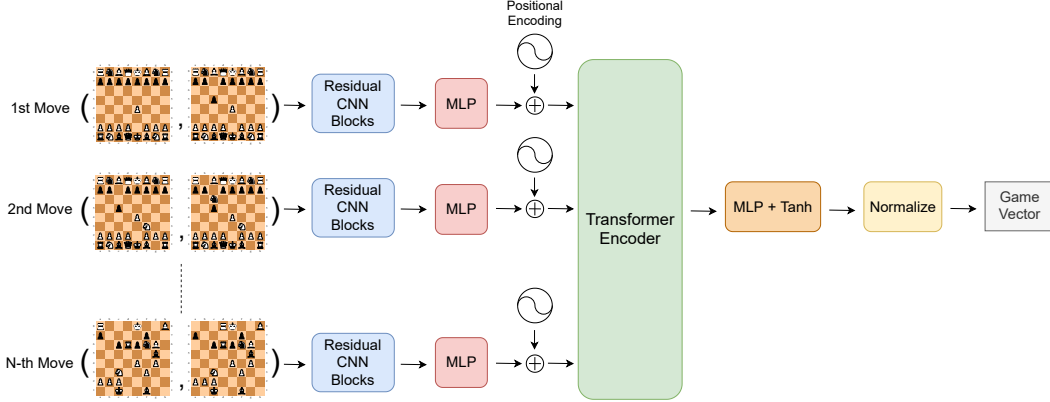 Positional
Encoding
1st Move ( , )
Residual
CNN
Blocks
MLP
2nd Move ( , )
Residual
CNN
Blocks
MLP
Transformer
Encoder
MLP + Tanh
Normalize
Game
Vector
N-th Move ( , )
Residual
CNN
Blocks
MLP